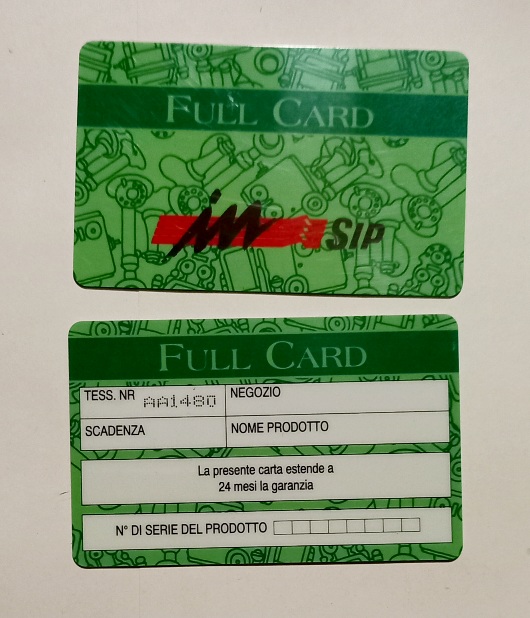 FULL CARD
in SIP
FULL CARD
TESS. NR AA1480
NEGOZIO
SCADENZA
NOME PRODOTTO
La presente carta estende a
24 mesi la garanzia
N° DI SERIE DEL PRODOTTO